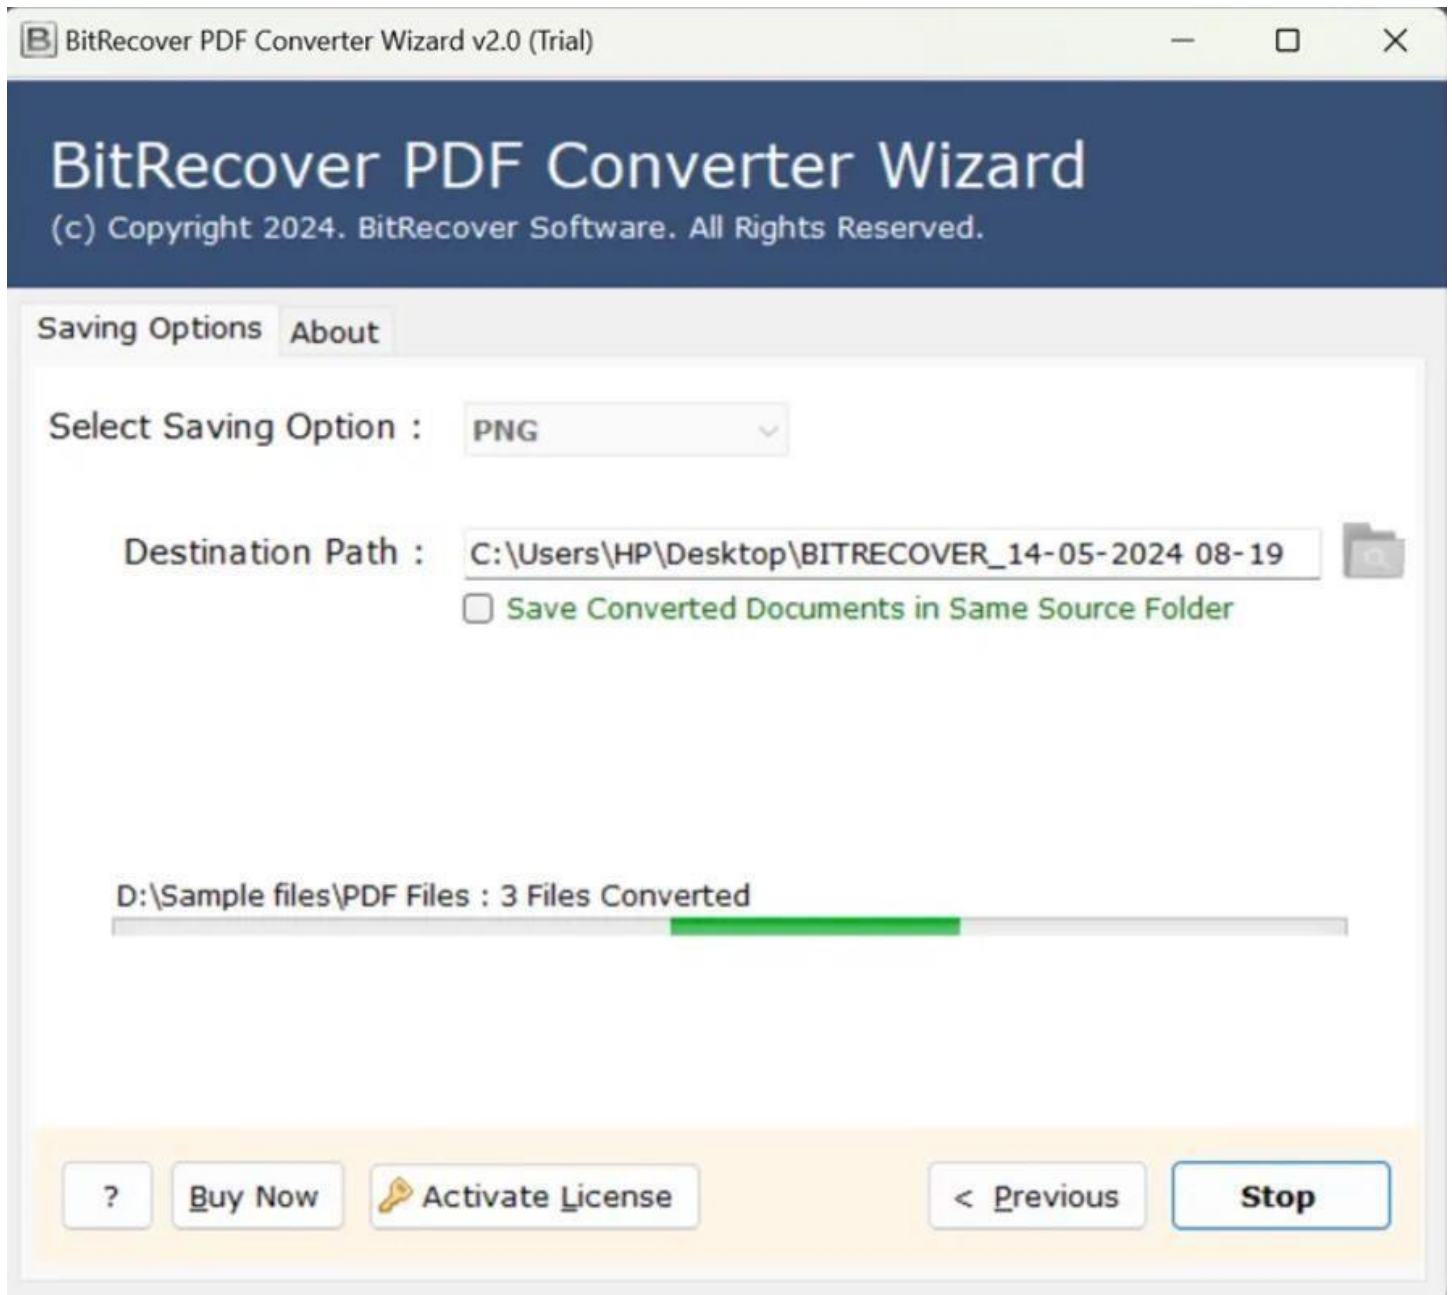 BitRecover PDF Converter Wizard v2.0 (Trial)
BitRecover PDF Converter Wizard
(c) Copyright 2024. BitRecover Software. All Rights Reserved.
Saving Options About
Select Saving Option : PNG
Destination Path : C:\Users\HP\Desktop\BITRECOVER_14-05-2024 08-19
Save Converted Documents in Same Source Folder
D:\Sample files\PDF Files : 3 Files Converted
? Buy Now Activate License < Previous Stop